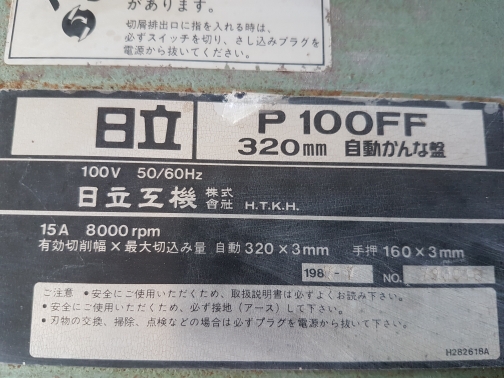 があります。
切屑排出口に指を入れる時は、
必ずスイッチを切り、さし込みプラグを
電源から抜いてください。
日立 P 100FF
320mm 自動かんな盤
100V 50/60Hz
日立工機 株式会社 H.T.K.H.
15A 8000 rpm
有効切削幅×最大切込み量 自動 320×3mm 手押 160×3mm
198 NO.
ご注意 •安全にご使用いただくため、取扱説明書は必ずよくお読み下さい。
•安全にご使用いただくため、必ず接地(アース)して下さい。
•刃物の交換、掃除、点検などの場合は必ずプラグを電源から抜いて下さい。
H282616A